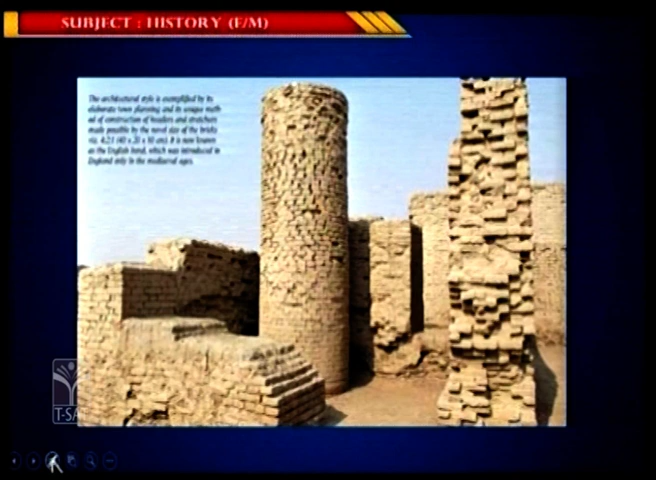 SUBJECT : HISTORY (E/M)
The architectural style is exemplified by its
elaborate town planning and its unique meth
od of construction of headers and stretchers
made possible by the novel size of the bricks
viz. 4:2:1 (40 x 20 x 10 cm). It is now known
as the English bond, which was introduced in
England only in the mediaeval ages.
T-SA